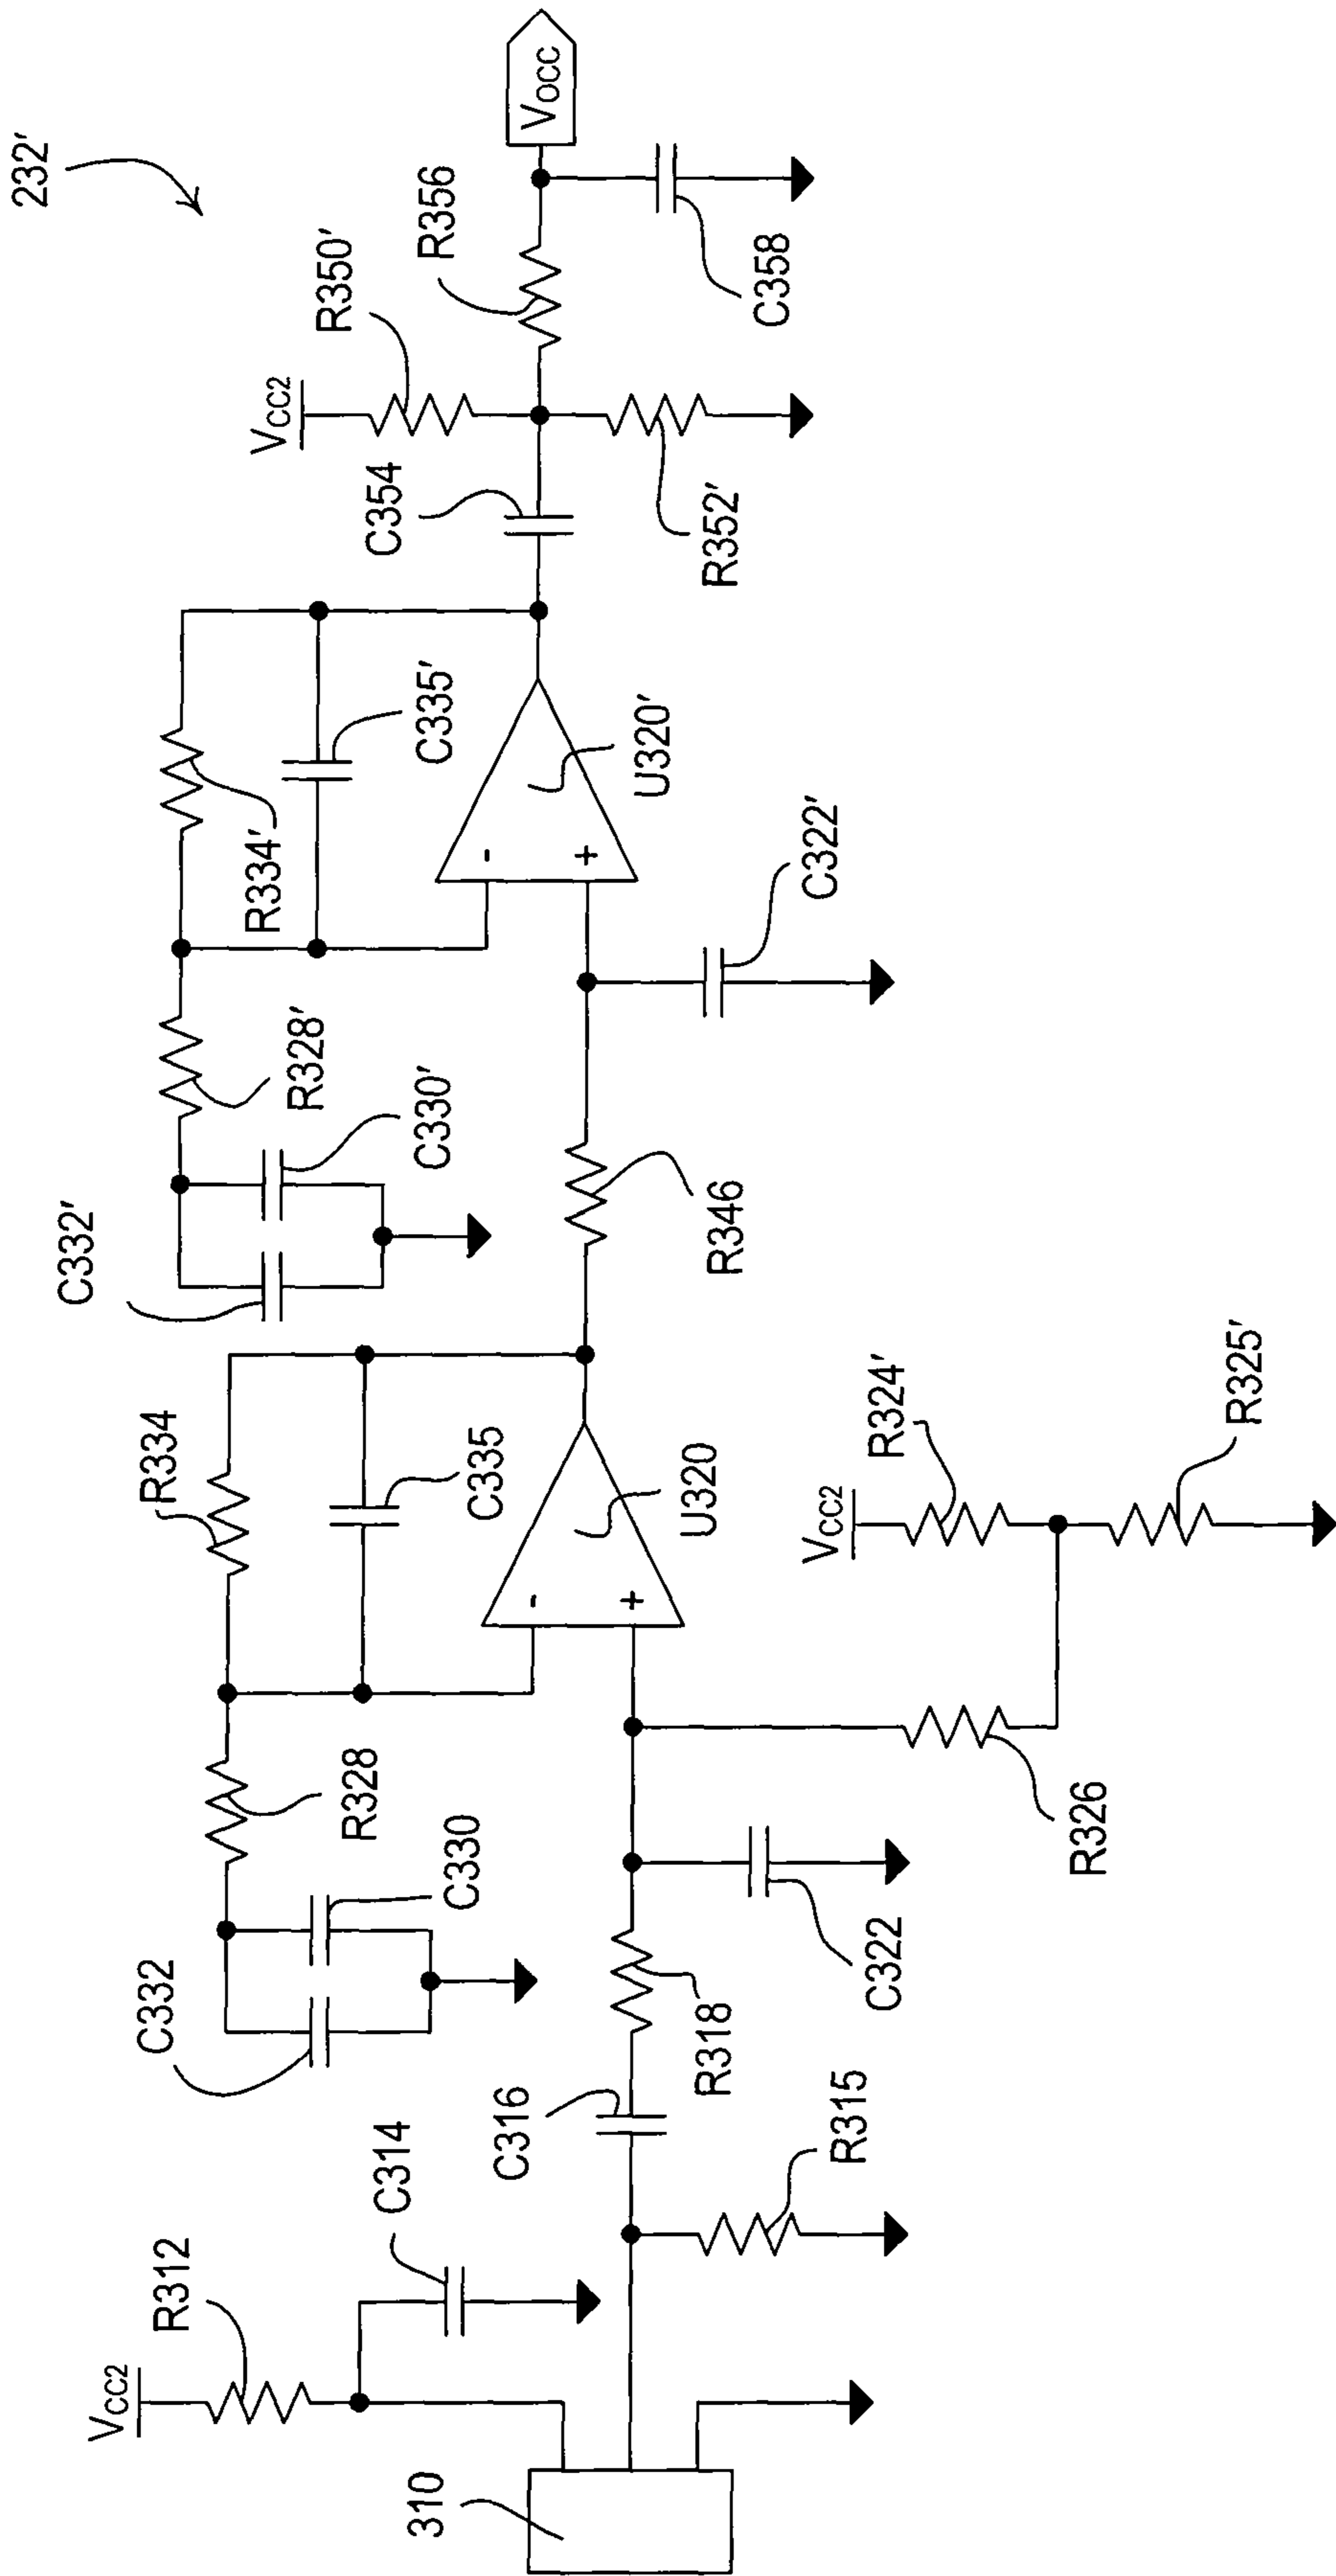 232'
VCC2
R312
C314
310
R315
C316
R318
C322
C332
C330
R328
R334
C335
-
+
U320
R326
VCC2
R324'
R325'
R346
C332'
C330'
R328'
R334'
C335'
-
+
U320'
C322'
C354
VCC2
R350'
R352'
R356
C358
VOCC